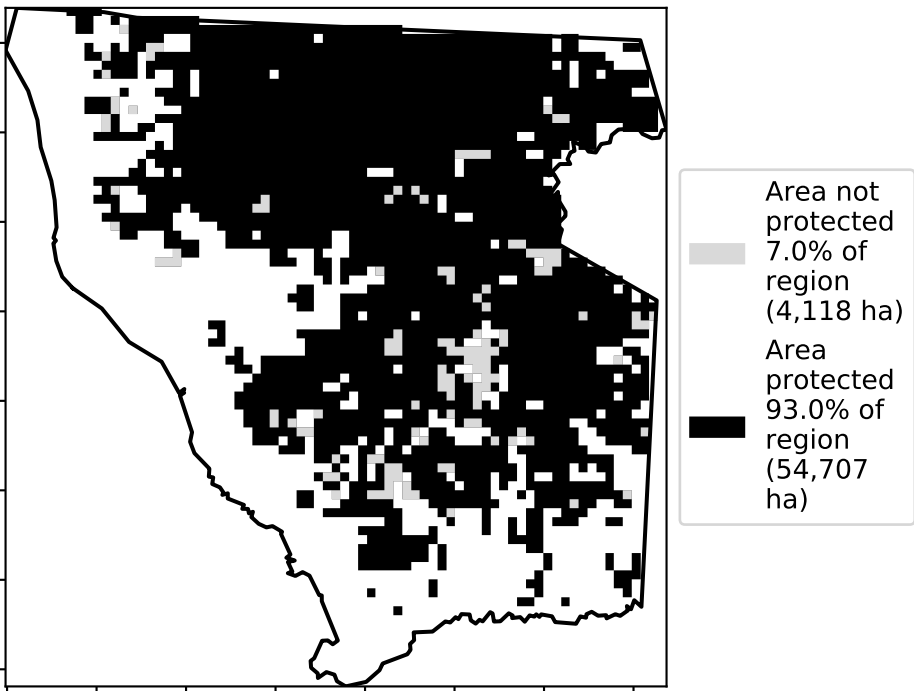 Area not
protected
7.0% of
region
(4,118 ha)
Area
protected
93.0% of
region
(54,707
ha)